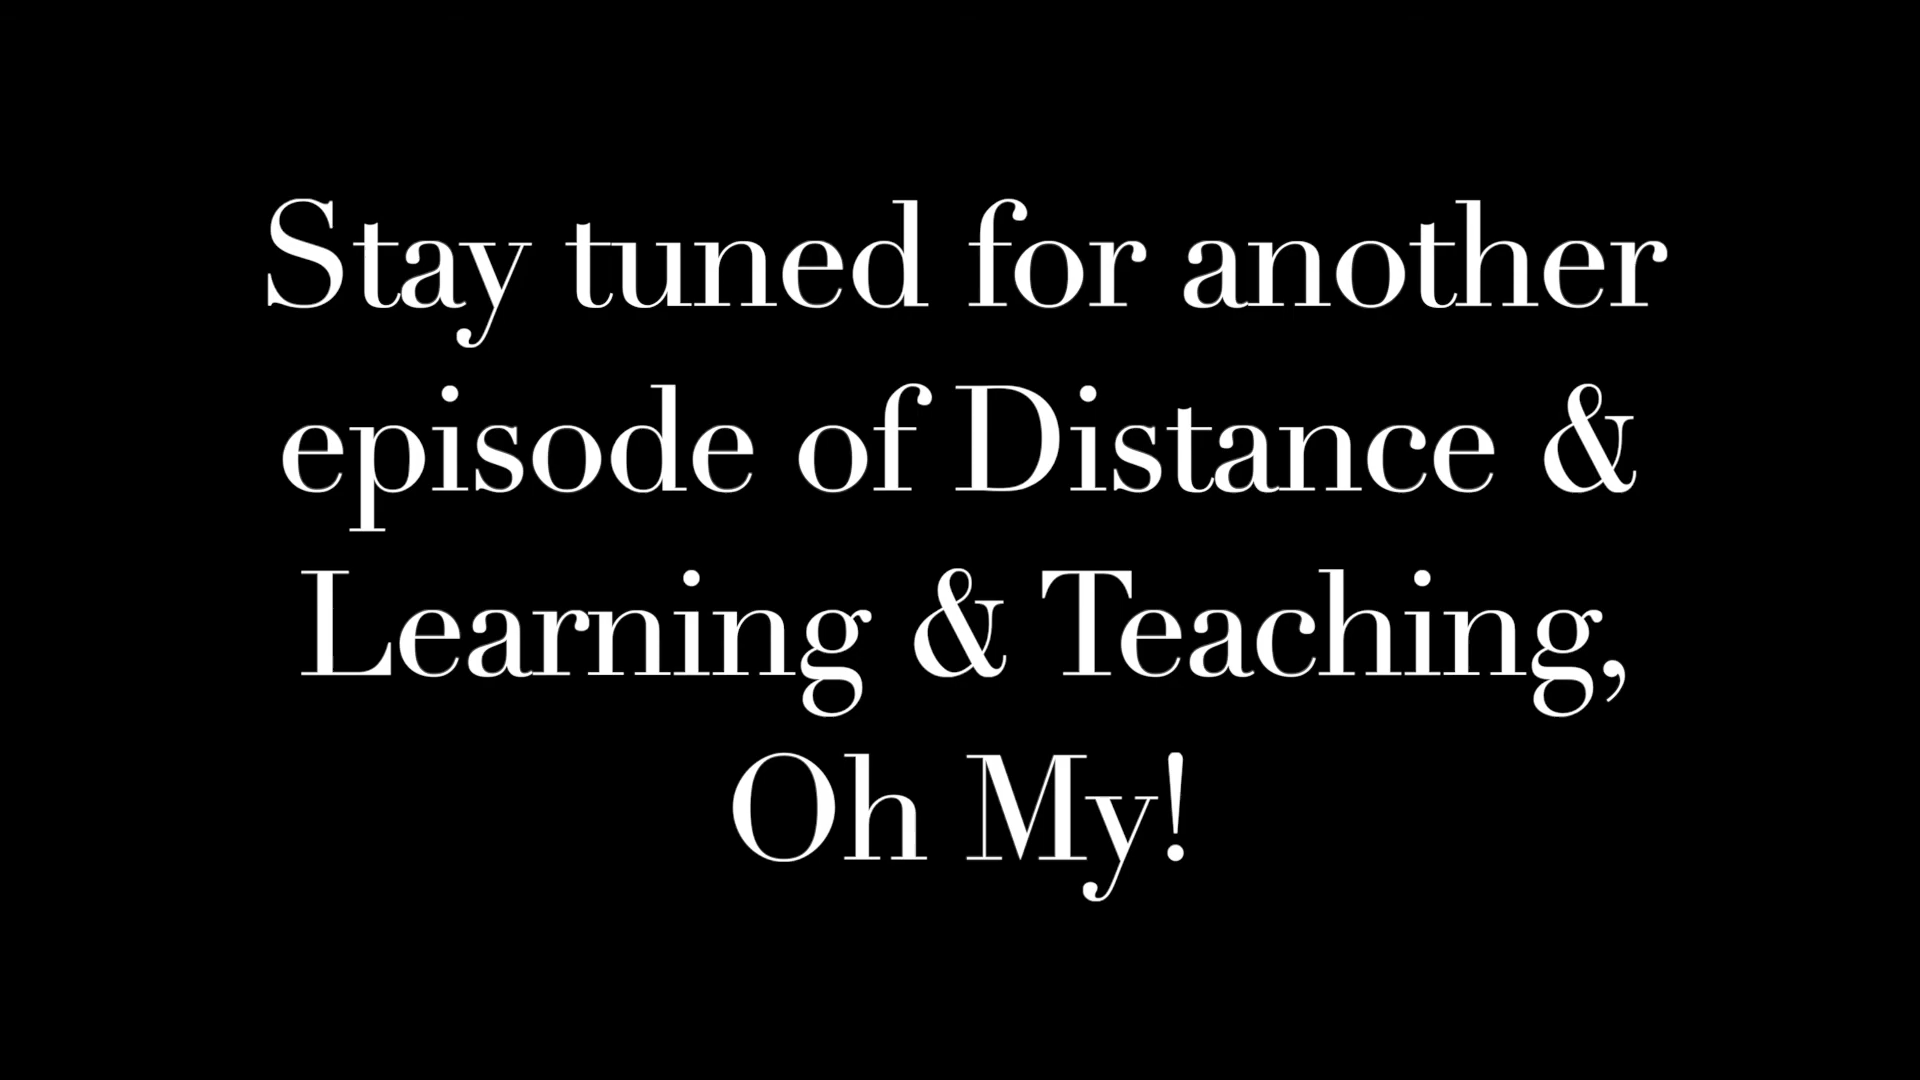 Stay tuned for another
episode of Distance &
Learning & Teaching,
Oh My!